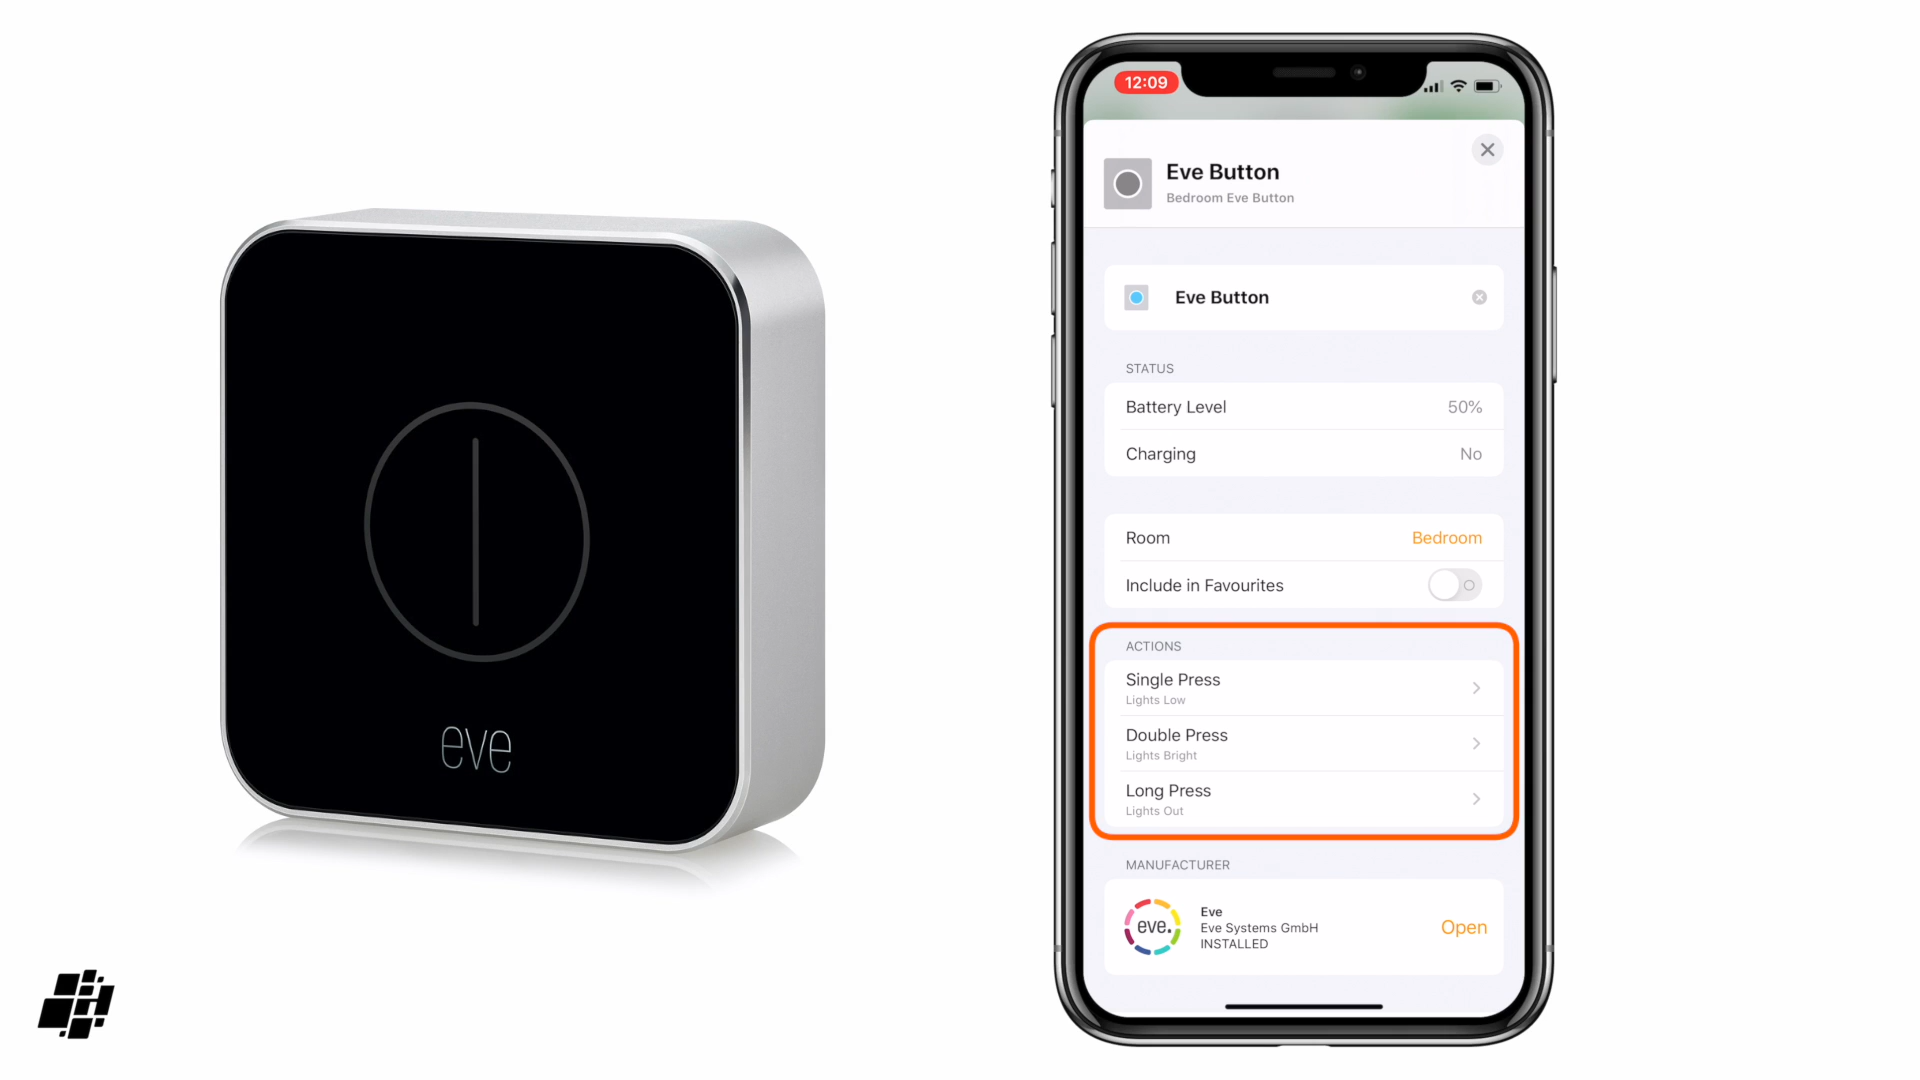 eve
12:09
Eve Button
Bedroom Eve Button
Eve Button
STATUS
Battery Level 50%
Charging No
Room Bedroom
Include in Favourites
ACTIONS
Single Press
Lights Low
Double Press
Lights Bright
Long Press
Lights Out
MANUFACTURER
eve.
Eve
Eve Systems GmbH
INSTALLED
Open